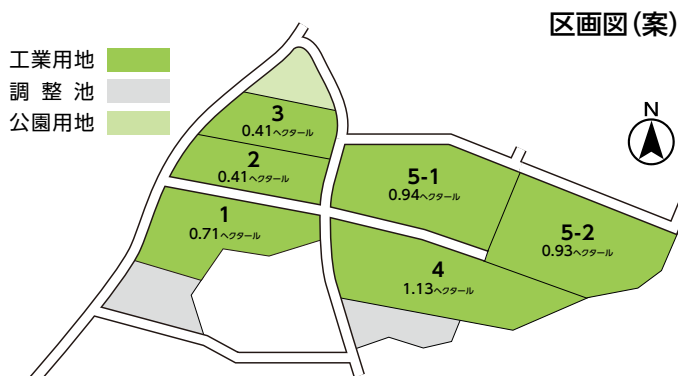 区画図(案)
工業用地
調整池
公園用地
N
3
0.41ヘクタール
2
0.41ヘクタール
1
0.71ヘクタール
5-1
0.94ヘクタール
5-2
0.93ヘクタール
4
1.13ヘクタール